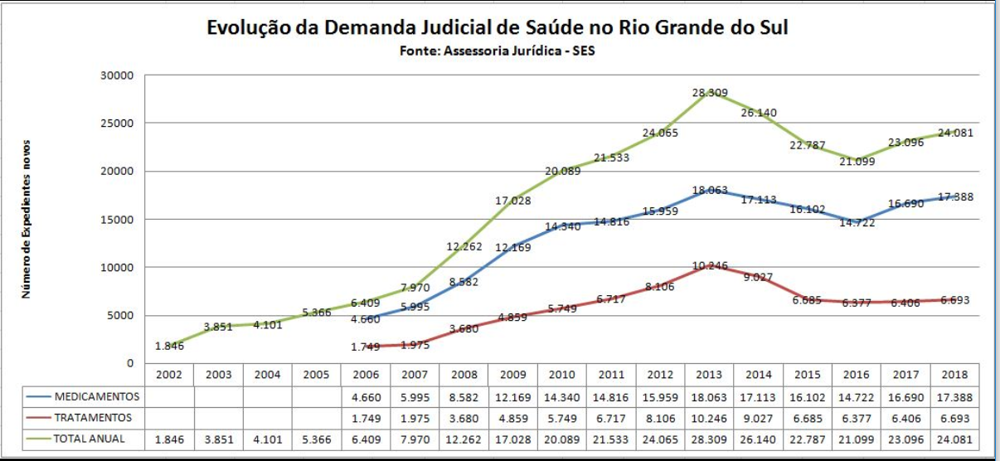 Evolução da Demanda Judicial de Saúde no Rio Grande do Sul
Fonte: Assessoria Jurídica - SES
Número de Expedientes novos
30000
25000
20000
15000
10000
5000
0
1.846 3.851 4.101 5.366 6.409 7.970 12.262 17.028 20.089 21.533 24.065 28.309 26.140 22.787 21.099 23.096 24.081
4.660 5.995 8.582 12.169 14.340 14.816 15.959 18.063 17.113 16.102 14.722 16.690 17.388
1.749 1.975 3.680 4.859 5.749 6.717 8.106 10.246 9.027 6.685 6.377 6.406 6.693
2002 2003 2004 2005 2006 2007 2008 2009 2010 2011 2012 2013 2014 2015 2016 2017 2018
MEDICAMENTOS 4.660 5.995 8.582 12.169 14.340 14.816 15.959 18.063 17.113 16.102 14.722 16.690 17.388
TRATAMENTOS 1.749 1.975 3.680 4.859 5.749 6.717 8.106 10.246 9.027 6.685 6.377 6.406 6.693
TOTAL ANUAL 1.846 3.851 4.101 5.366 6.409 7.970 12.262 17.028 20.089 21.533 24.065 28.309 26.140 22.787 21.099 23.096 24.081